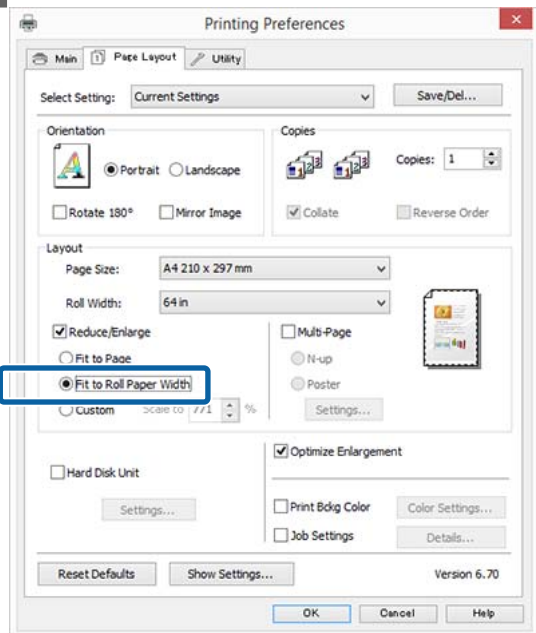 Printing Preferences
Main Page Layout Utility
Select Setting: Current Settings Save/Del...
Orientation Copies
Portrait Landscape Copies: 1
Rotate 180° Mirror Image Collate Reverse Order
Layout
Page Size: A4 210 x 297 mm
Roll Width: 64 in
Reduce/Enlarge Multi-Page
Fit to Page N-up
Fit to Roll Paper Width Poster
Custom Scale to 771 % Settings...
Optimize Enlargement
Hard Disk Unit
Settings... Print Bckg Color Color Settings...
Job Settings Details...
Reset Defaults Show Settings... Version 6.70
OK Cancel Help